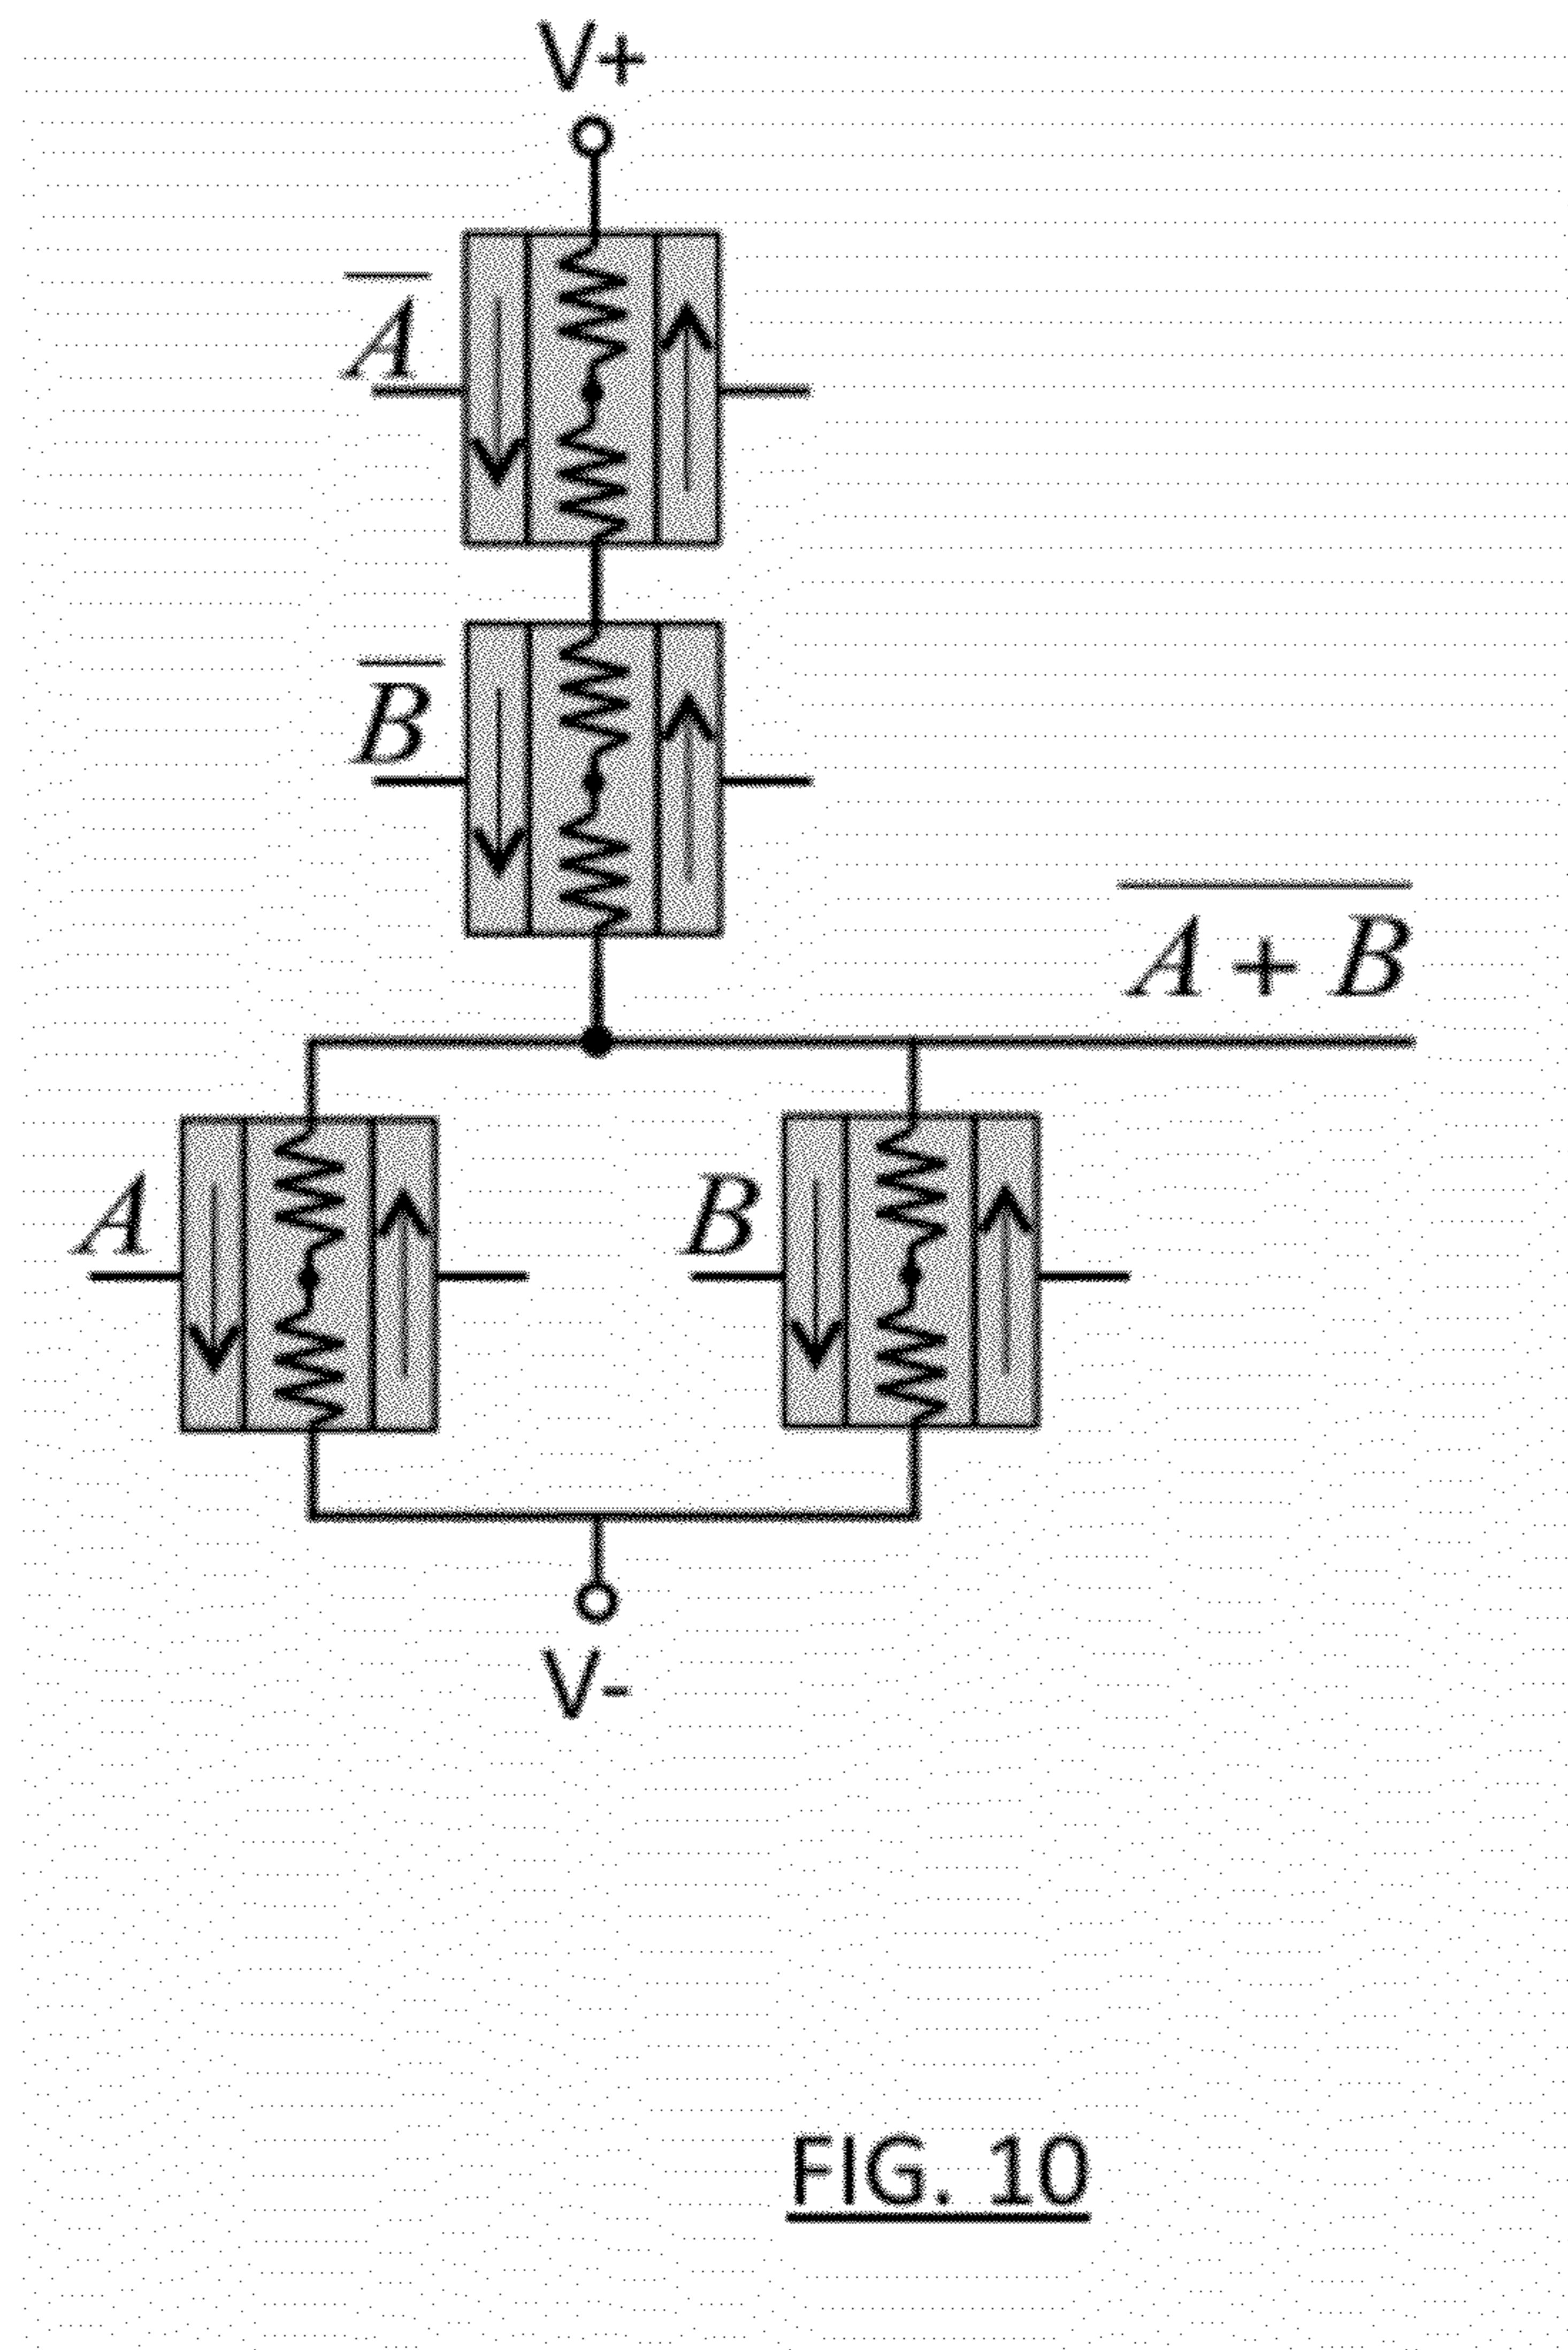 V+
A̅
B̅
A̅ ̅+̅ ̅B̅
A
B
V-
FIG. 10